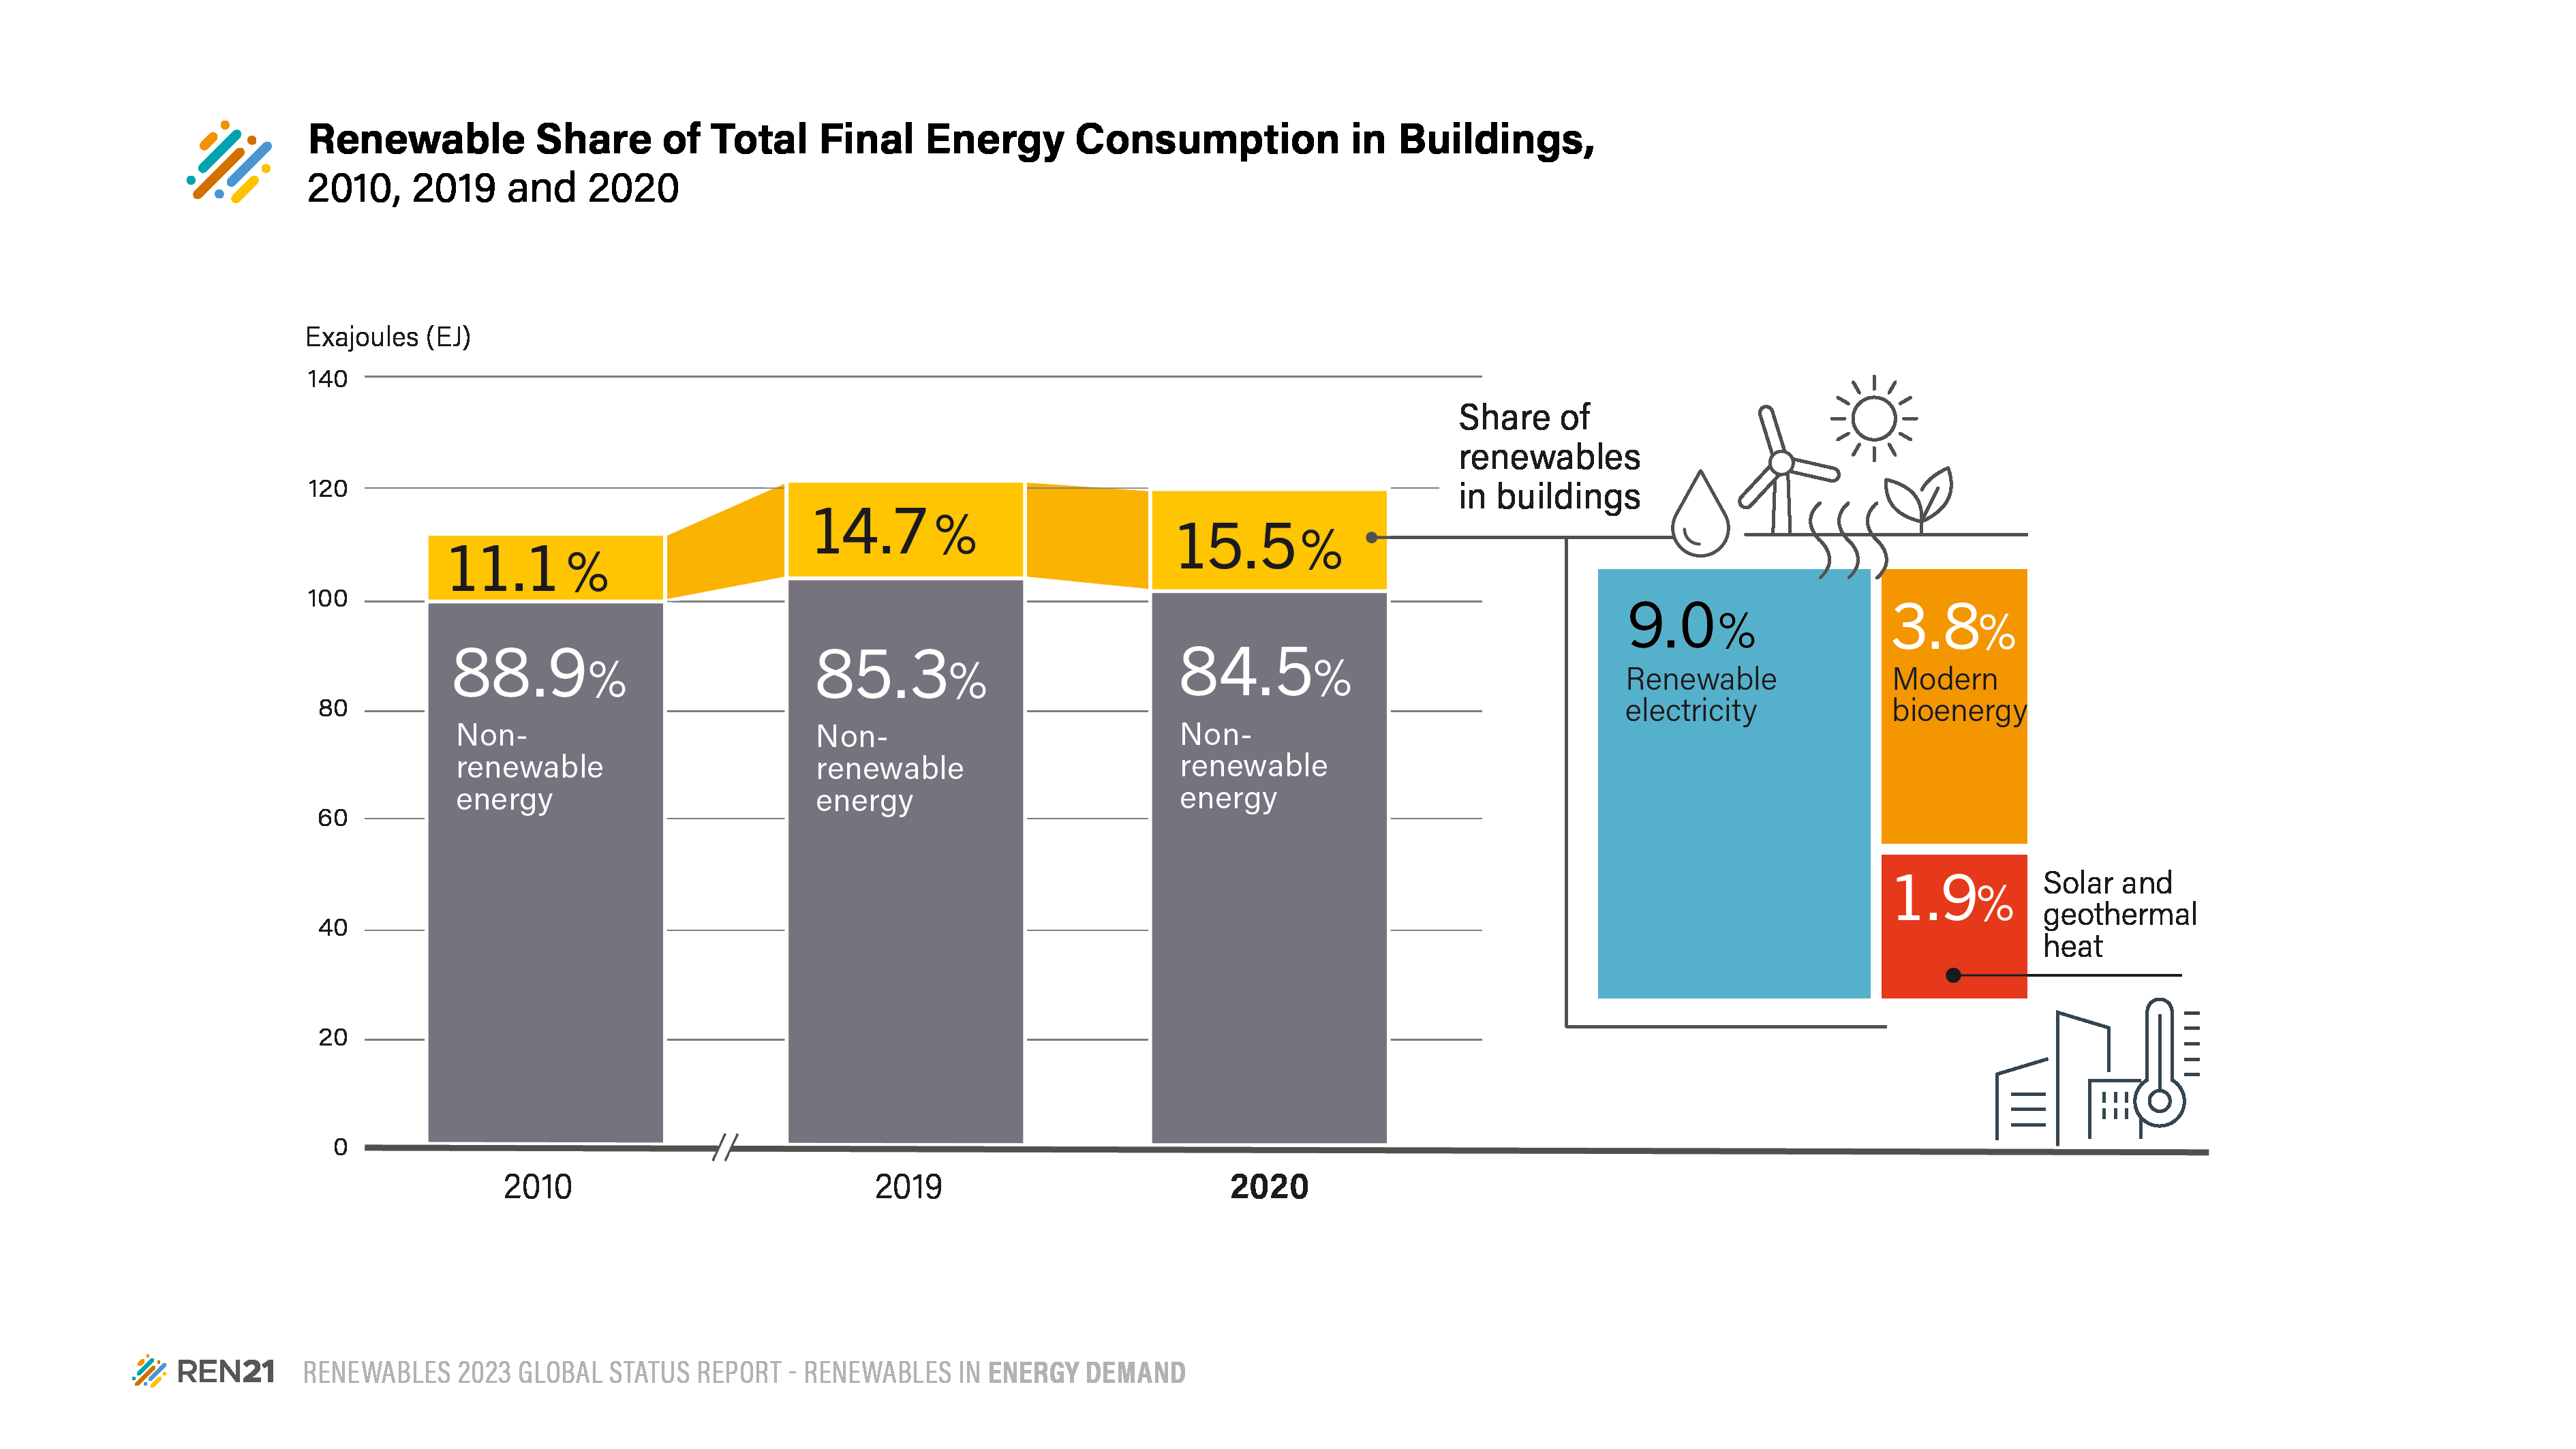 Renewable Share of Total Final Energy Consumption in Buildings,
2010, 2019 and 2020
Exajoules (EJ)
140
120
100
80
60
40
20
0
11.1%
88.9%
Non-
renewable
energy
14.7%
85.3%
Non-
renewable
energy
15.5%
84.5%
Non-
renewable
energy
2010
2019
2020
Share of
renewables
in buildings
9.0%
Renewable
electricity
3.8%
Modern
bioenergy
1.9%
Solar and
geothermal
heat
REN21 RENEWABLES 2023 GLOBAL STATUS REPORT - RENEWABLES IN ENERGY DEMAND